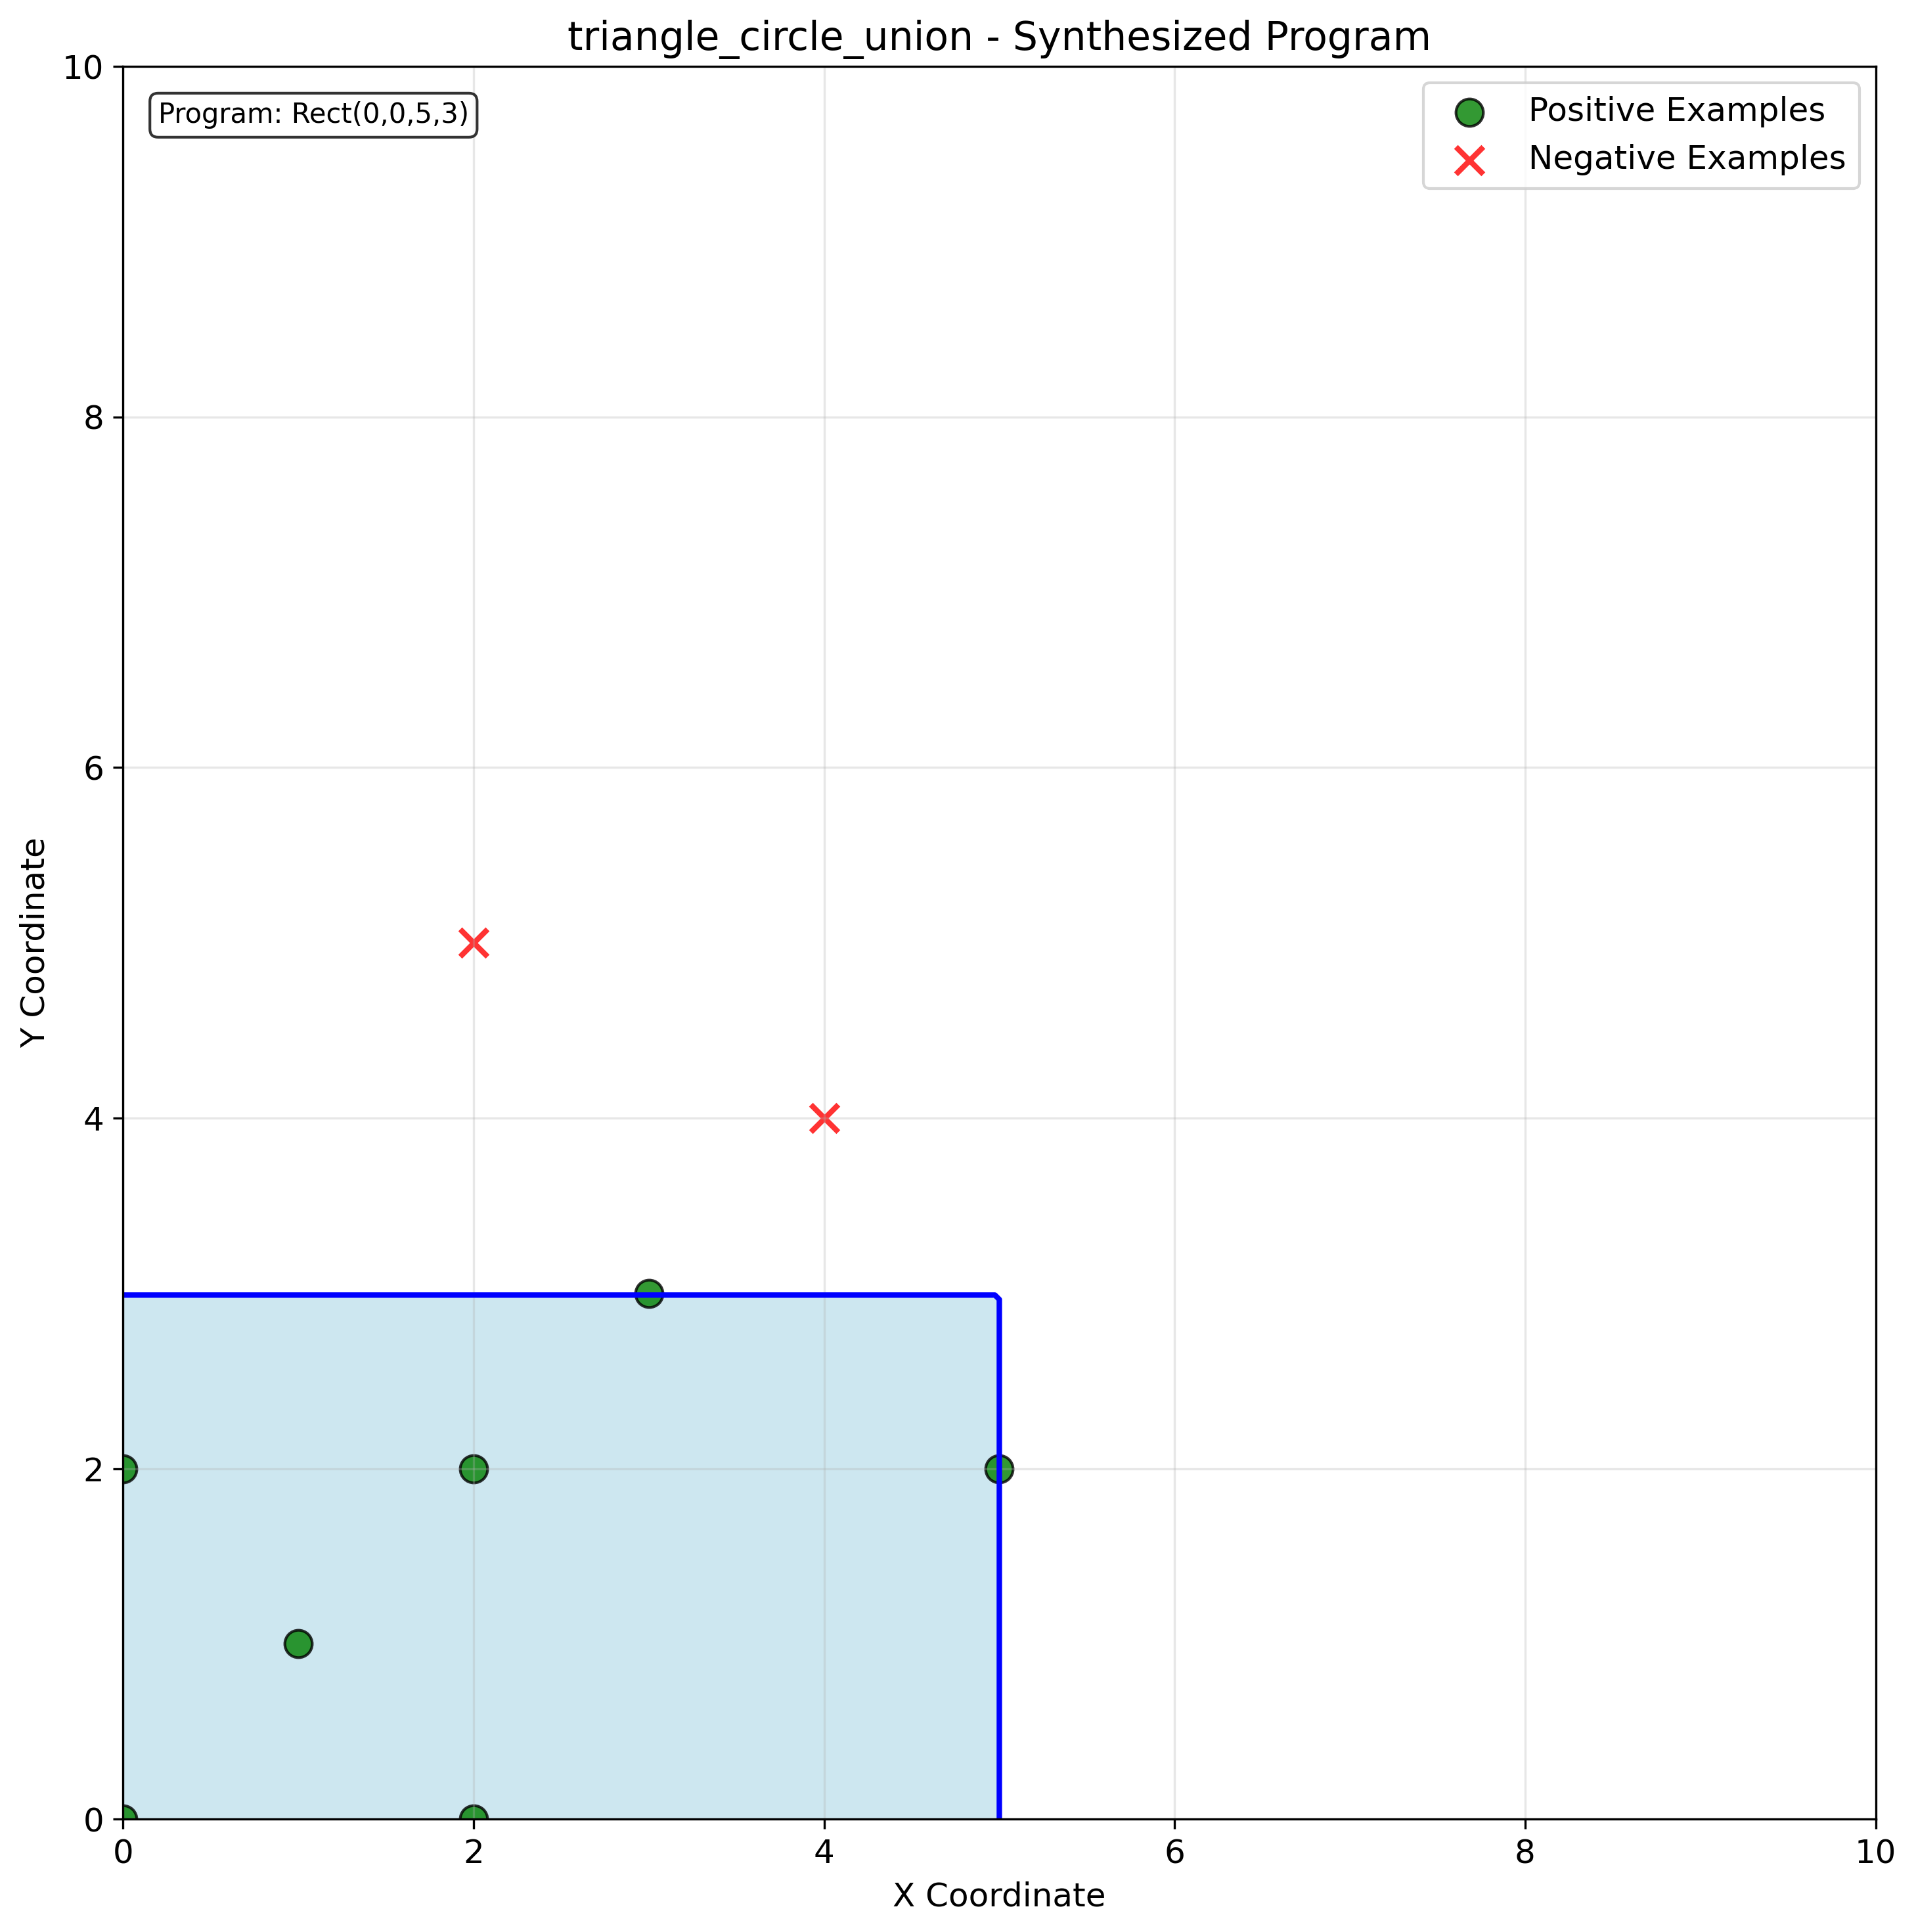 triangle_circle_union - Synthesized Program
Program: Rect(0,0,5,3)
Positive Examples
Negative Examples
10
8
6
4
2
0
Y Coordinate
0 2 4 6 8 10
X Coordinate